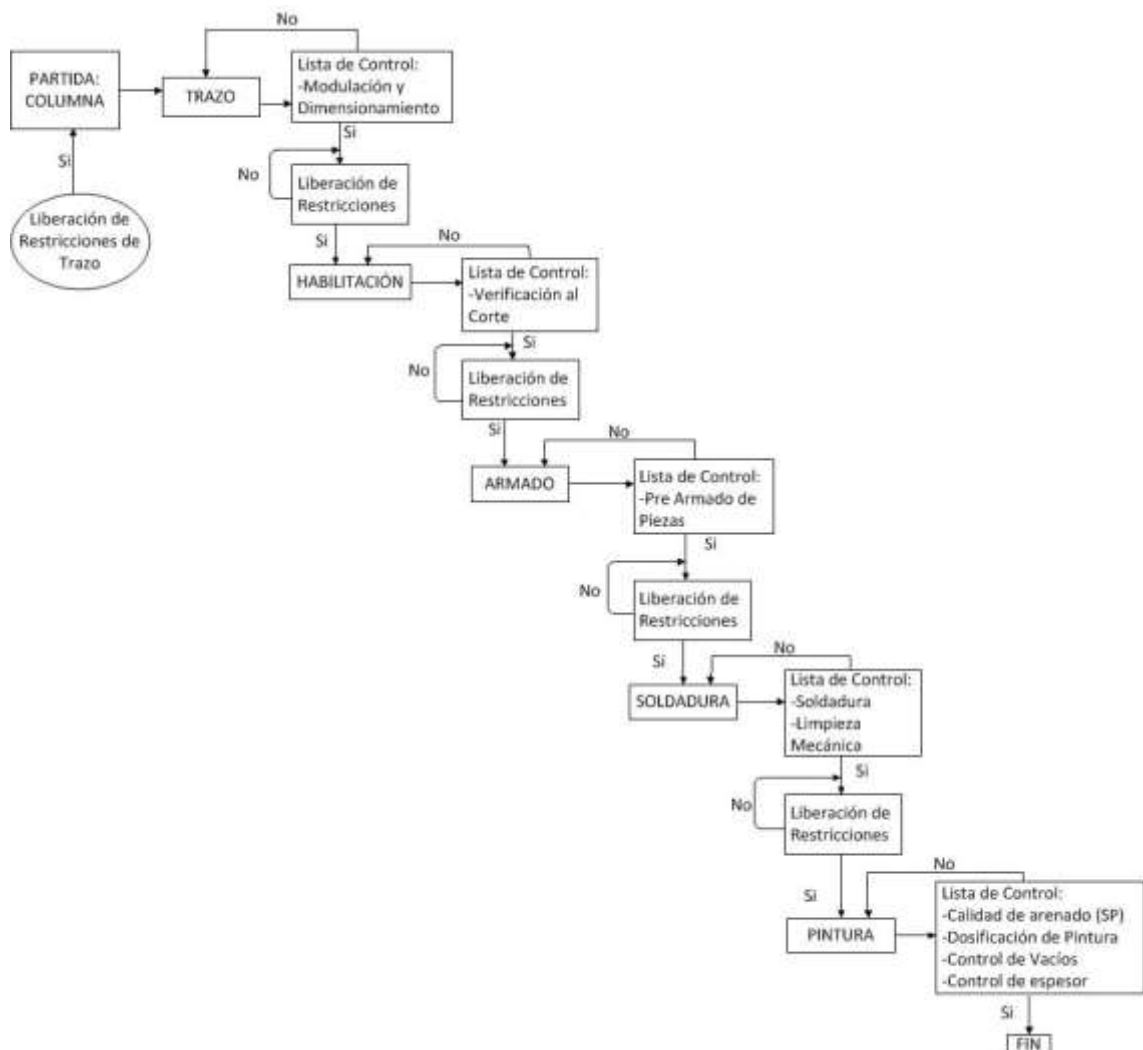 No
PARTIDA:
COLUMNA
TRAZO
Lista de Control:
-Modulación y
Dimensionamiento
Si
Si
No
Liberación de
Restricciones
Liberación de
Restricciones de
Trazo
Si
No
HABILITACIÓN
Lista de Control:
-Verificación al
Corte
Si
No
Liberación de
Restricciones
Si
No
ARMADO
Lista de Control:
-Pre Armado de
Piezas
Si
No
Liberación de
Restricciones
Si
No
SOLDADURA
Lista de Control:
-Soldadura
-Limpieza
Mecánica
Si
No
Liberación de
Restricciones
No
Si
PINTURA
Lista de Control:
-Calidad de arenado (SP)
-Dosificación de Pintura
-Control de Vacíos
-Control de espesor
Si
FIN